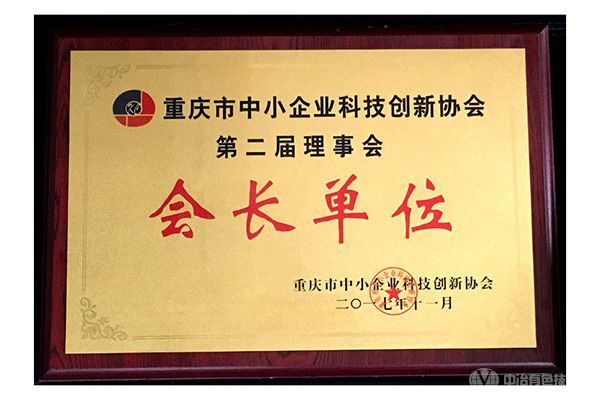 重庆市中小企业科技创新协会
第二届理事会
会长单位
重庆市中小企业科技创新协会
二〇一七年十一月
中冶有色技